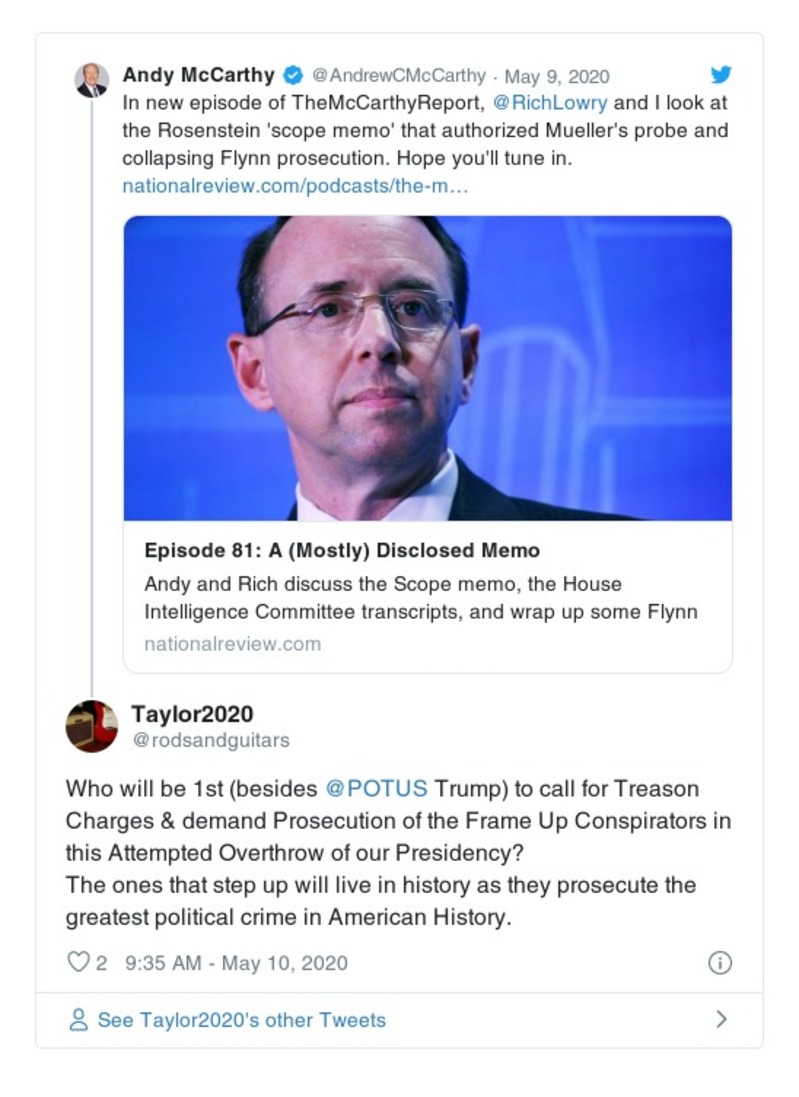 Andy McCarthy @AndrewCMcCarthy · May 9, 2020
In new episode of TheMcCarthyReport, @RichLowry and I look at
the Rosenstein 'scope memo' that authorized Mueller's probe and
collapsing Flynn prosecution. Hope you'll tune in.
nationalreview.com/podcasts/the-m…
Episode 81: A (Mostly) Disclosed Memo
Andy and Rich discuss the Scope memo, the House
Intelligence Committee transcripts, and wrap up some Flynn
nationalreview.com
Taylor2020
@rodsandguitars
Who will be 1st (besides @POTUS Trump) to call for Treason
Charges & demand Prosecution of the Frame Up Conspirators in
this Attempted Overthrow of our Presidency?
The ones that step up will live in history as they prosecute the
greatest political crime in American History.
2 9:35 AM - May 10, 2020
See Taylor2020's other Tweets